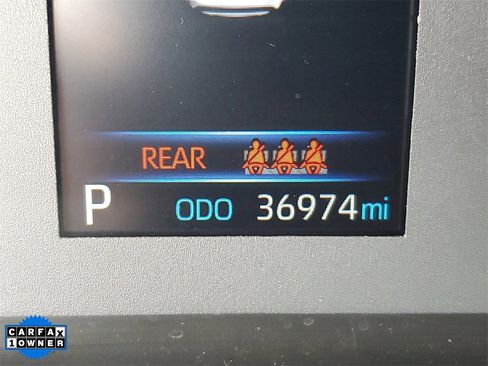 REAR
P ODO 36974 mi
CARFAX
1 OWNER